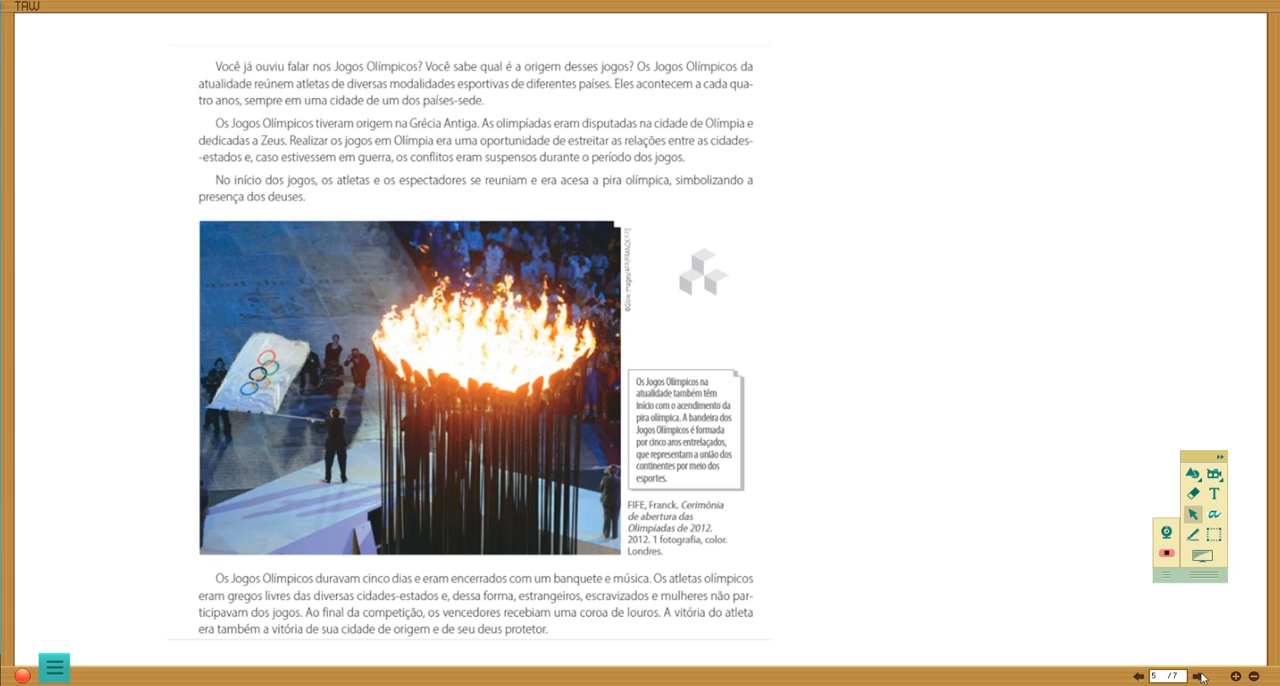 TAW
Você já ouviu falar nos Jogos Olímpicos? Você sabe qual é a origem desses jogos? Os Jogos Olímpicos da
atualidade reúnem atletas de diversas modalidades esportivas de diferentes países. Eles acontecem a cada qua-
tro anos, sempre em uma cidade de um dos países-sede.
Os Jogos Olímpicos tiveram origem na Grécia Antiga. As olimpíadas eram disputadas na cidade de Olímpia e
dedicadas a Zeus. Realizar os jogos em Olímpia era uma oportunidade de estreitar as relações entre as cidades-
-estados e, caso estivessem em guerra, os conflitos eram suspensos durante o período dos jogos.
No início dos jogos, os atletas e os espectadores se reuniam e era acesa a pira olímpica, simbolizando a
presença dos deuses.
Os Jogos Olímpicos na
atualidade também têm
início com o acendimento da
pira olímpica. A bandeira dos
Jogos Olímpicos é formada
por cinco aros entrelaçados,
que representam a união dos
continentes por meio dos
esportes.
FIFE, Franck. Cerimônia
de abertura das
Olimpíadas de 2012.
2012. 1 fotografia, color.
Londres.
Os Jogos Olímpicos duravam cinco dias e eram encerrados com um banquete e música. Os atletas olímpicos
eram gregos livres das diversas cidades-estados e, dessa forma, estrangeiros, escravizados e mulheres não par-
ticipavam dos jogos. Ao final da competição, os vencedores recebiam uma coroa de louros. A vitória do atleta
era também a vitória de sua cidade de origem e de seu deus protetor.
5 / 7